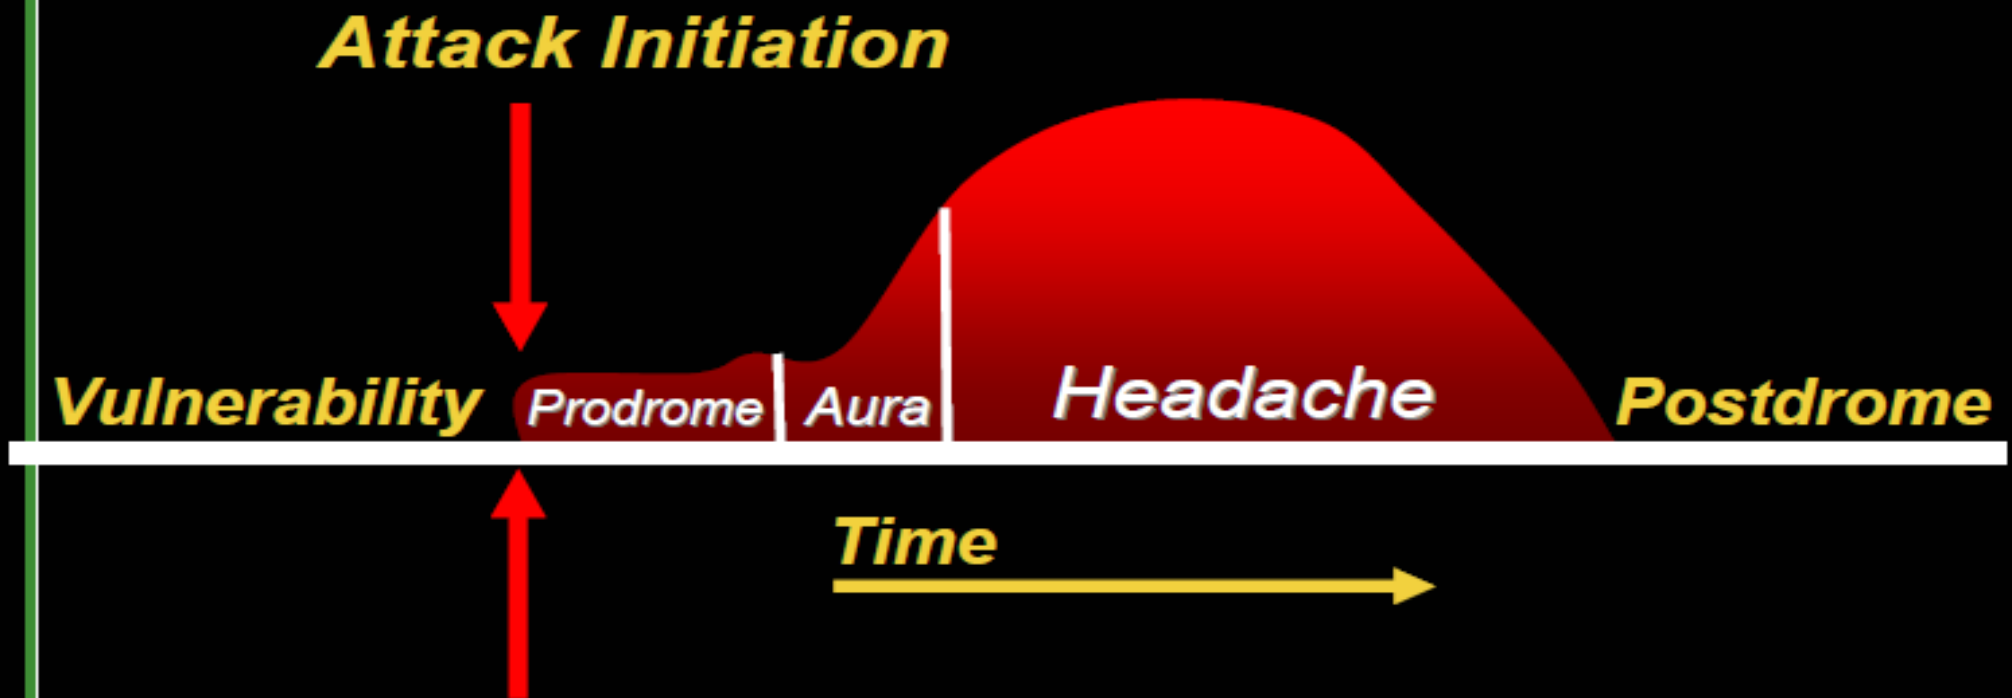 Attack Initiation
Vulnerability
Prodrome
Aura
Headache
Postdrome
Time